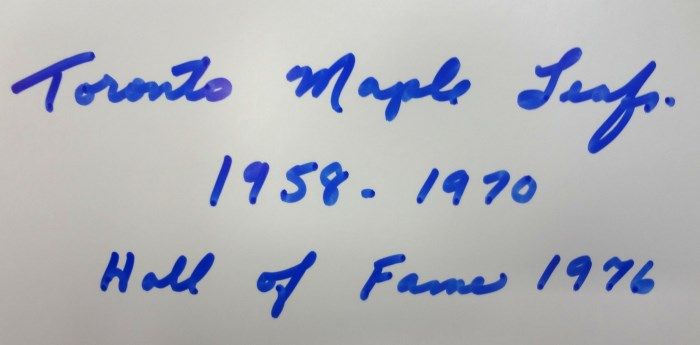 Toronto Maple Leafs.
1958 - 1970
Hall of Fame 1976